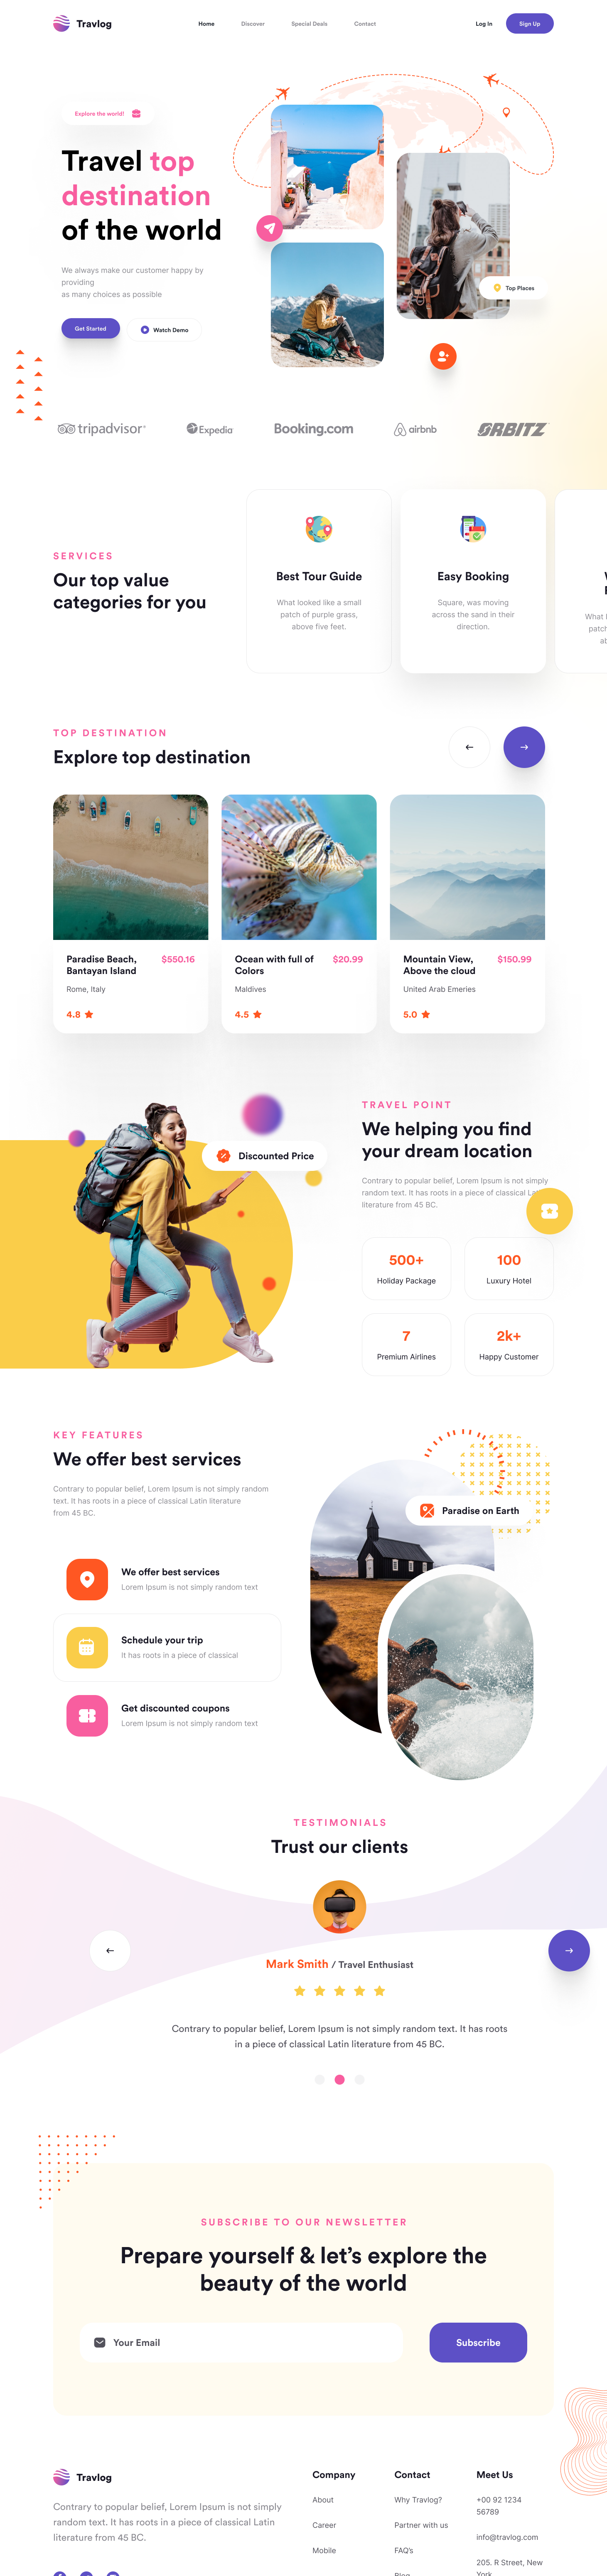 Travlog
Home
Discover
Special Deals
Contact
Log In
Sign Up
Explore the world!
Travel top
destination
of the world
We always make our customer happy by
providing
as many choices as possible
Get Started
Watch Demo
Top Places
tripadvisor®
Expedia
Booking.com
airbnb
ORBITZ
SERVICES
Our top value
categories for you
Best Tour Guide
What looked like a small
patch of purple grass,
above five feet.
Easy Booking
Square, was moving
across the sand in their
direction.
TOP DESTINATION
Explore top destination
Paradise Beach,
Bantayan Island
$550.16
Rome, Italy
4.8
Ocean with full of
Colors
$20.99
Maldives
4.5
Mountain View,
Above the cloud
$150.99
United Arab Emeries
5.0
Discounted Price
TRAVEL POINT
We helping you find
your dream location
Contrary to popular belief, Lorem Ipsum is not simply
random text. It has roots in a piece of classical
literature from 45 BC.
500+
Holiday Package
100
Luxury Hotel
7
Premium Airlines
2k+
Happy Customer
KEY FEATURES
We offer best services
Contrary to popular belief, Lorem Ipsum is not simply random
text. It has roots in a piece of classical Latin literature
from 45 BC.
We offer best services
Lorem Ipsum is not simply random text
Schedule your trip
It has roots in a piece of classical
Get discounted coupons
Lorem Ipsum is not simply random text
Paradise on Earth
TESTIMONIALS
Trust our clients
Mark Smith / Travel Enthusiast
Contrary to popular belief, Lorem Ipsum is not simply random text. It has roots
in a piece of classical Latin literature from 45 BC.
SUBSCRIBE TO OUR NEWSLETTER
Prepare yourself & let's explore the
beauty of the world
Your Email
Subscribe
Travlog
Contrary to popular belief, Lorem Ipsum is not simply
random text. It has roots in a piece of classical Latin
literature from 45 BC.
Company
About
Career
Mobile
Contact
Why Travlog?
Partner with us
FAQ's
Blog
Meet Us
+00 92 1234
56789
info@travlog.com
205. R Street, New
York